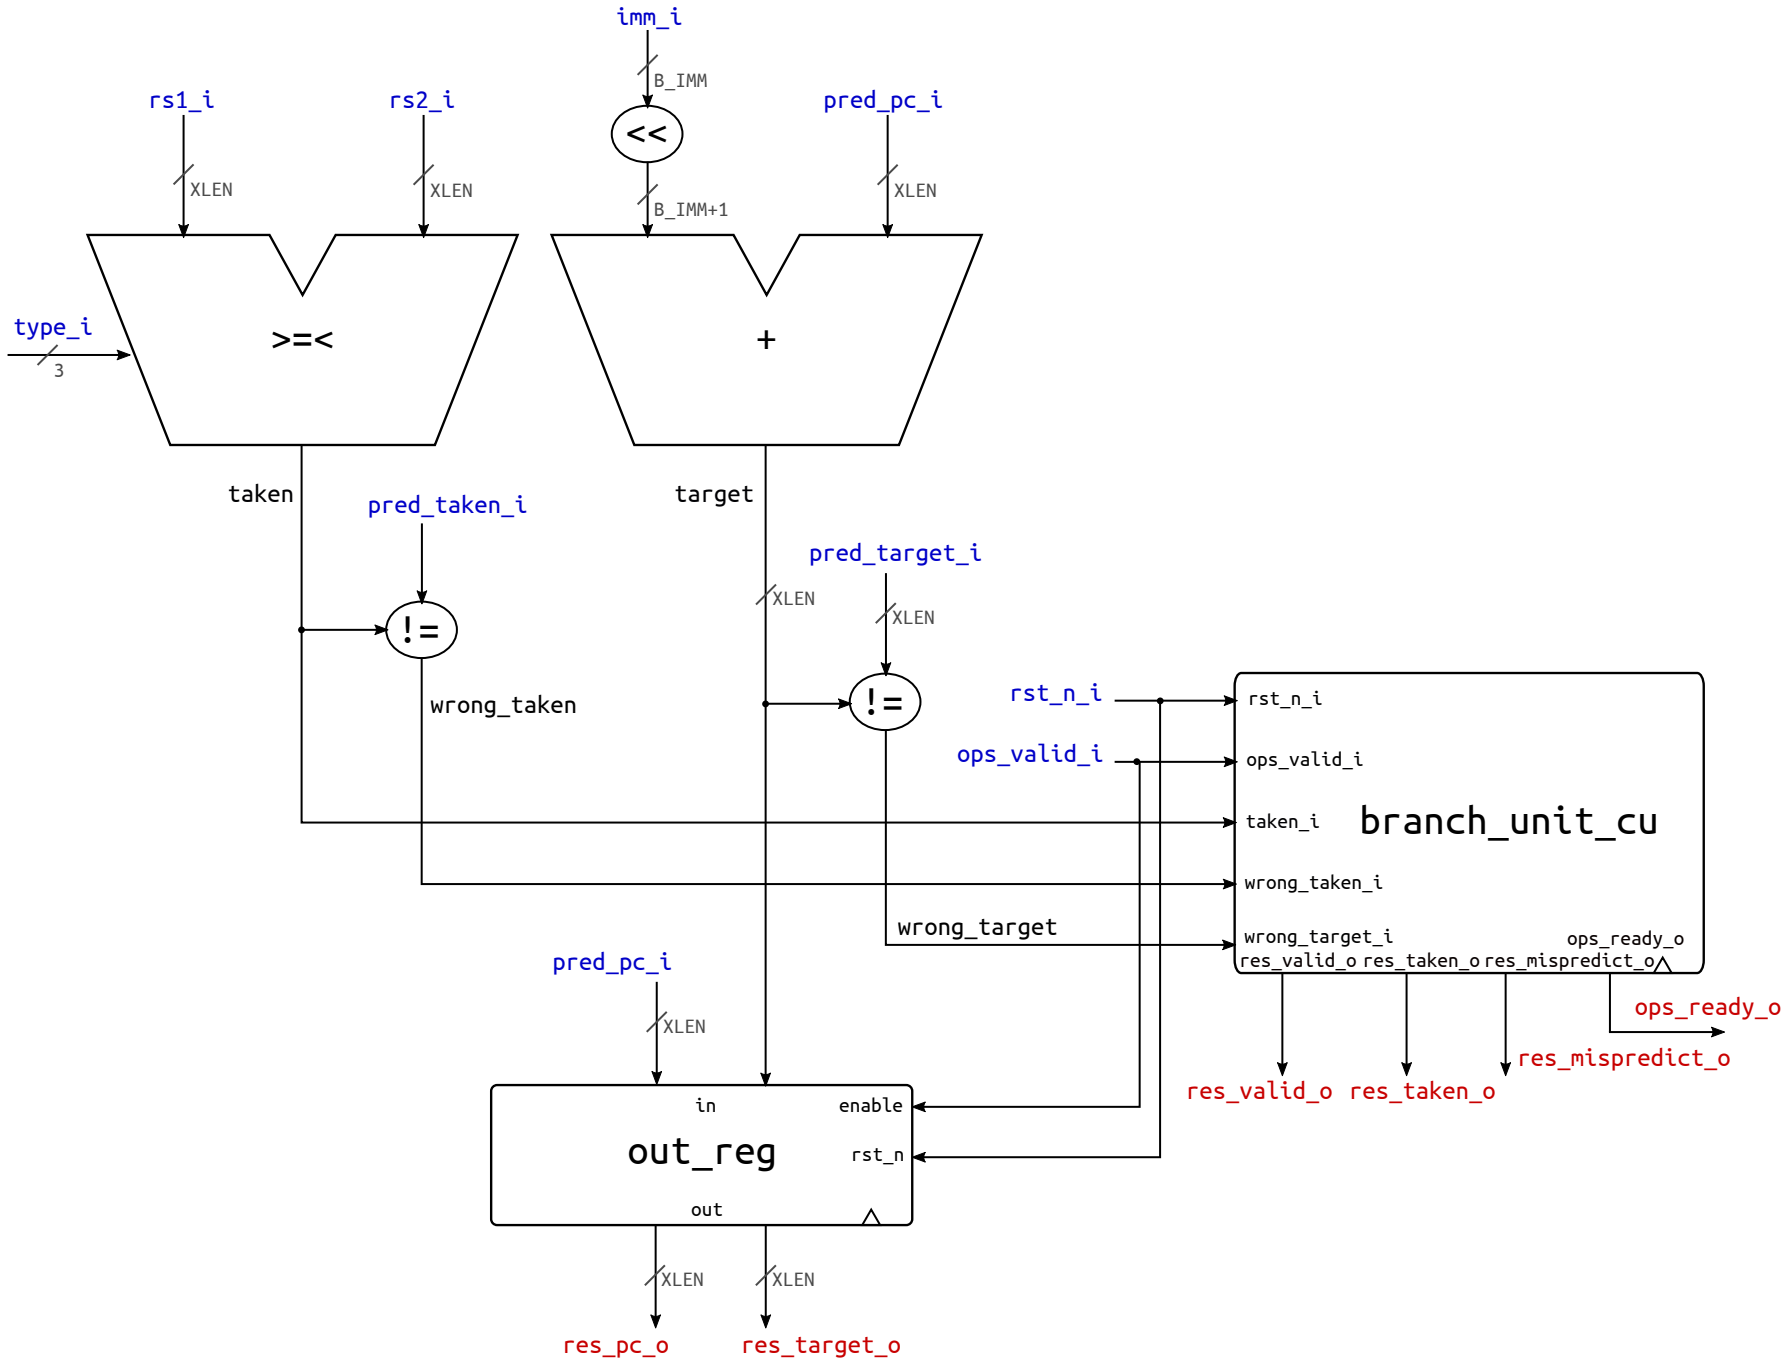 imm_i
B_IMM
rs1_i
rs2_i
<<
pred_pc_i
XLEN
XLEN
B_IMM+1
XLEN
type_i
3
>=<
+
taken
pred_taken_i
target
pred_target_i
XLEN
XLEN
!=
wrong_taken
!=
rst_n_i
rst_n_i
ops_valid_i
ops_valid_i
taken_i
branch_unit_cu
wrong_taken_i
wrong_target
wrong_target_i
ops_ready_o
res_valid_o res_taken_o res_mispredict_o
pred_pc_i
XLEN
ops_ready_o
res_mispredict_o
res_valid_o
res_taken_o
in
enable
out_reg
rst_n
out
XLEN
XLEN
res_pc_o
res_target_o